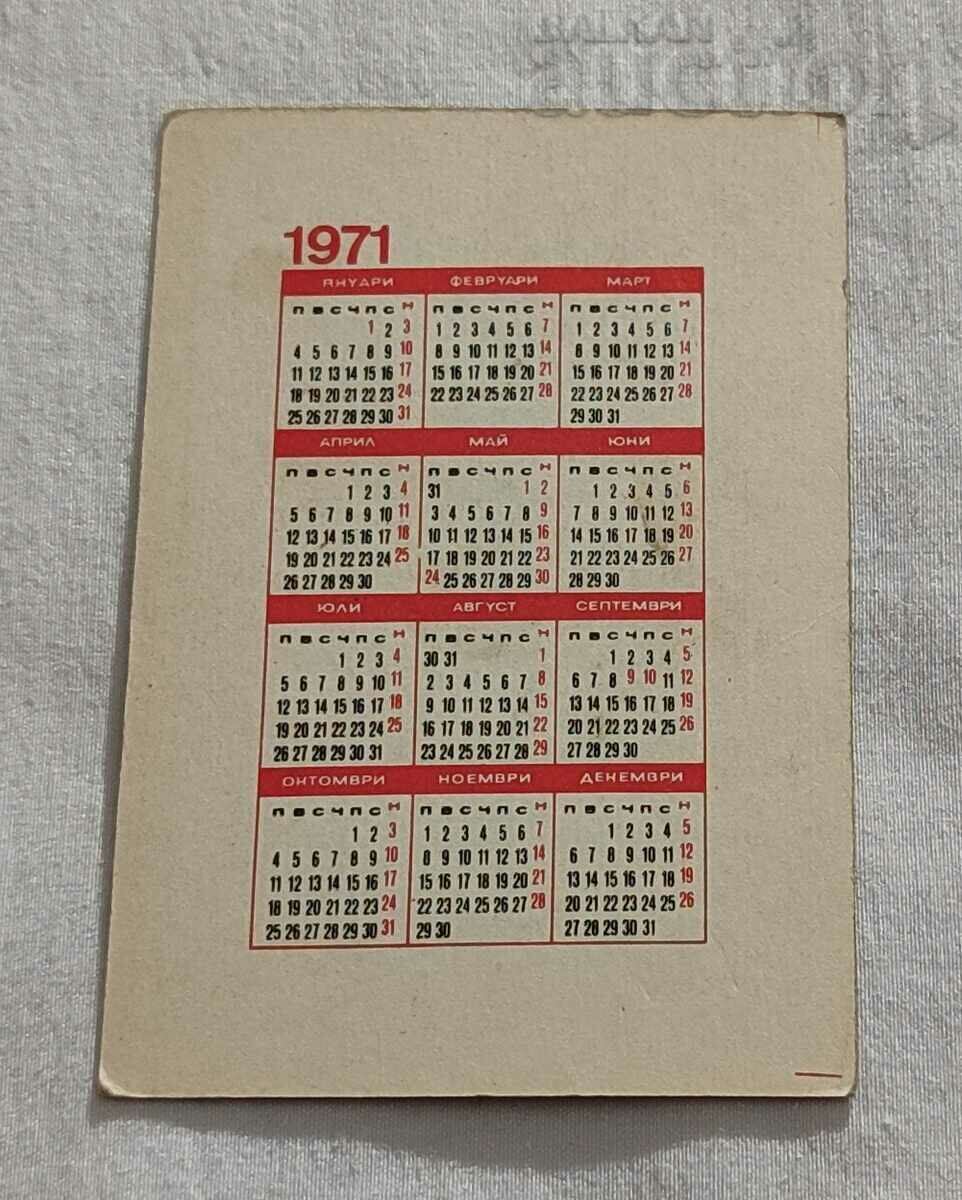 1971
ЯНУАРИ ФЕВРУАРИ МАРТ
П В С Ч П С Н П В С Ч П С Н П В С Ч П С Н
1 2 3 1 2 3 4 5 6 7 1 2 3 4 5 6 7
4 5 6 7 8 9 10 8 9 10 11 12 13 14 8 9 10 11 12 13 14
11 12 13 14 15 16 17 15 16 17 18 19 20 21 15 16 17 18 19 20 21
18 19 20 21 22 23 24 22 23 24 25 26 27 28 22 23 24 25 26 27 28
25 26 27 28 29 30 31 29 30 31
АПРИЛ МАЙ ЮНИ
П В С Ч П С Н П В С Ч П С Н П В С Ч П С Н
1 2 3 4 31 1 2 1 2 3 4 5 6
5 6 7 8 9 10 11 3 4 5 6 7 8 9 7 8 9 10 11 12 13
12 13 14 15 16 17 18 10 11 12 13 14 15 16 14 15 16 17 18 19 20
19 20 21 22 23 24 25 17 18 19 20 21 22 23 21 22 23 24 25 26 27
26 27 28 29 30 24 25 26 27 28 29 30 28 29 30
ЮЛИ АВГУСТ СЕПТЕМВРИ
П В С Ч П С Н П В С Ч П С Н П В С Ч П С Н
1 2 3 4 30 31 1 1 2 3 4 5
5 6 7 8 9 10 11 2 3 4 5 6 7 8 6 7 8 9 10 11 12
12 13 14 15 16 17 18 9 10 11 12 13 14 15 13 14 15 16 17 18 19
19 20 21 22 23 24 25 16 17 18 19 20 21 22 20 21 22 23 24 25 26
26 27 28 29 30 31 23 24 25 26 27 28 29 27 28 29 30
ОКТОМВРИ НОЕМВРИ ДЕКЕМВРИ
П В С Ч П С Н П В С Ч П С Н П В С Ч П С Н
1 2 3 1 2 3 4 5 6 7 1 2 3 4 5
4 5 6 7 8 9 10 8 9 10 11 12 13 14 6 7 8 9 10 11 12
11 12 13 14 15 16 17 15 16 17 18 19 20 21 13 14 15 16 17 18 19
18 19 20 21 22 23 24 22 23 24 25 26 27 28 20 21 22 23 24 25 26
25 26 27 28 29 30 31 29 30 27 28 29 30 31